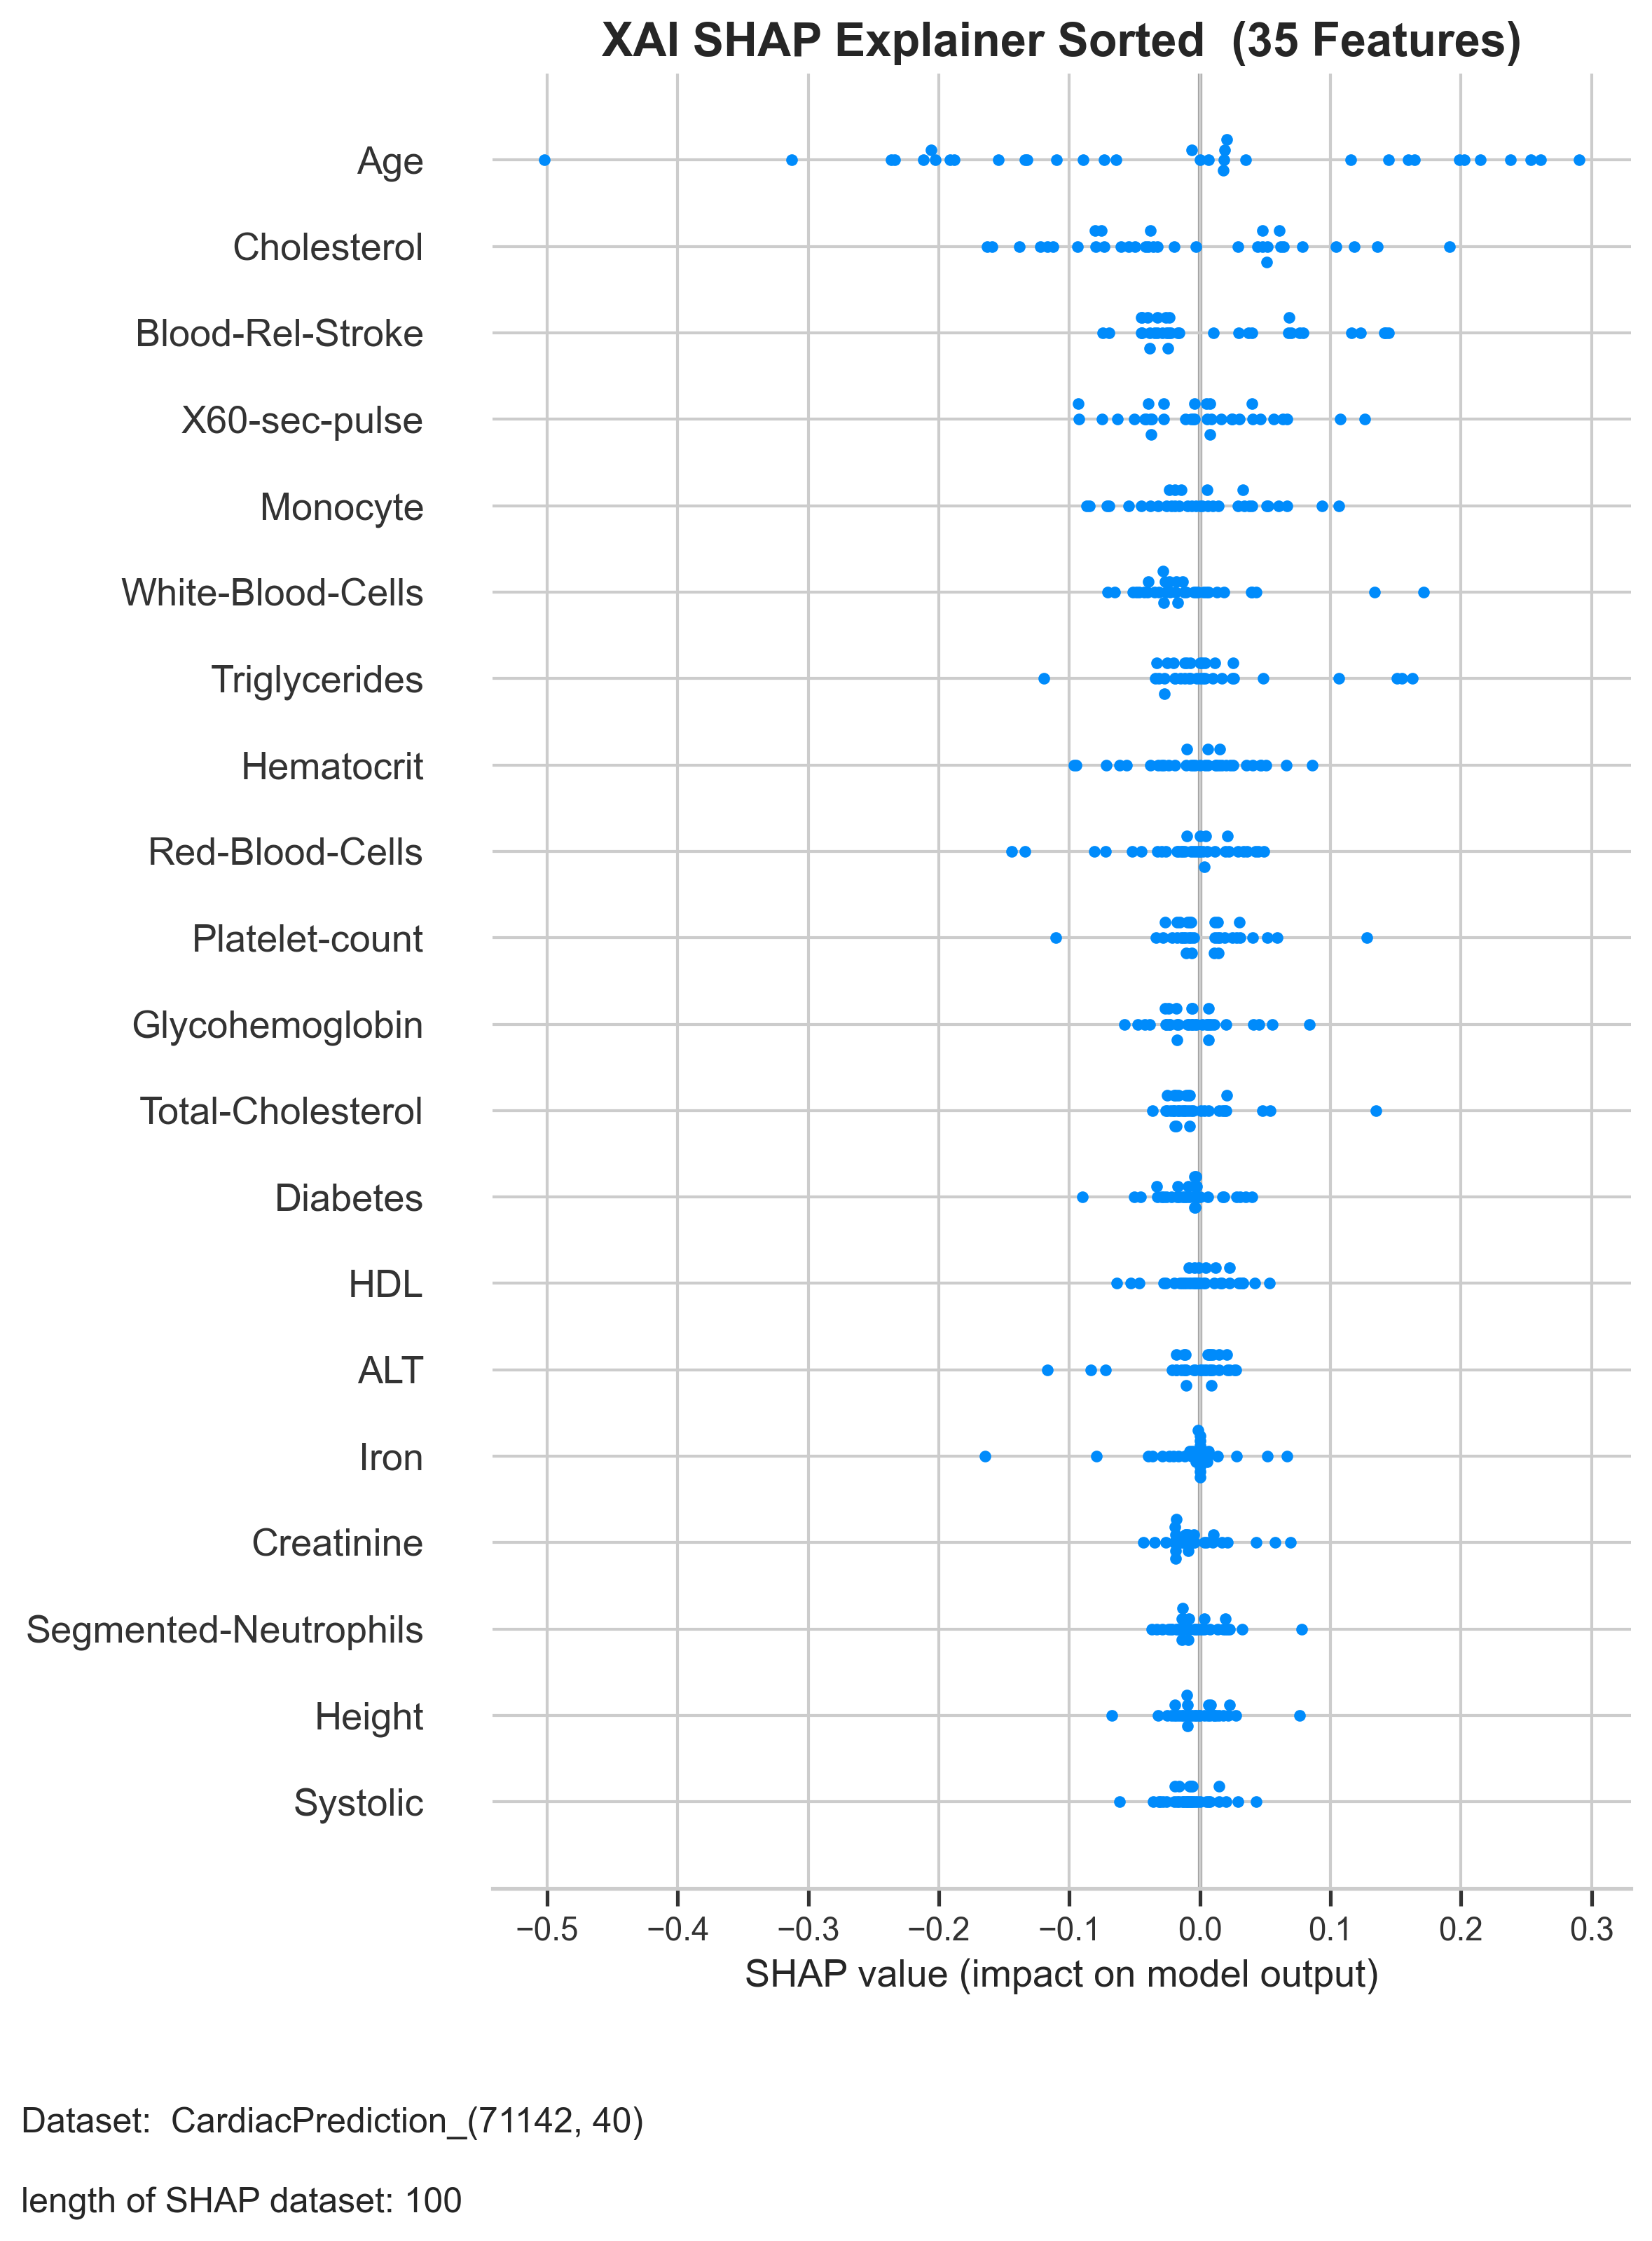 XAI SHAP Explainer Sorted  (35 Features)
Age
Cholesterol
Blood-Rel-Stroke
X60-sec-pulse
Monocyte
White-Blood-Cells
Triglycerides
Hematocrit
Red-Blood-Cells
Platelet-count
Glycohemoglobin
Total-Cholesterol
Diabetes
HDL
ALT
Iron
Creatinine
Segmented-Neutrophils
Height
Systolic
−0.5 −0.4 −0.3 −0.2 −0.1 0.0 0.1 0.2 0.3
SHAP value (impact on model output)
Dataset:  CardiacPrediction_(71142, 40)
length of SHAP dataset: 100